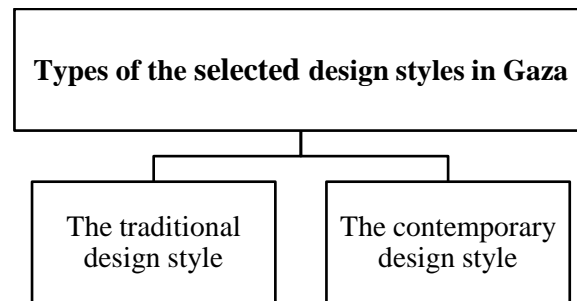 Types of the selected design styles in Gaza
The traditional
design style
The contemporary
design style